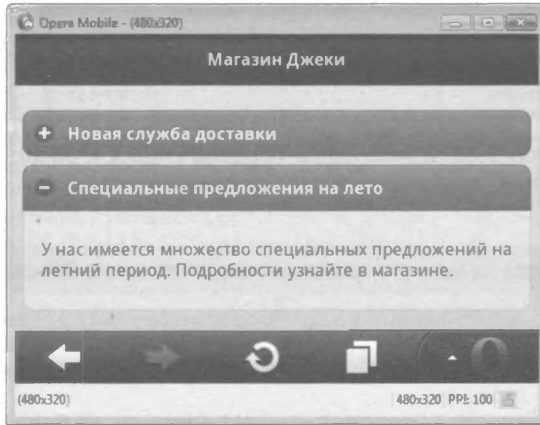 Opera Mobile - (480x320)
Магазин Джеки
Новая служба доставки
Специальные предложения на лето
У нас имеется множество специальных предложений на
летний период. Подробности узнайте в магазине.
(480x320) 480x320 PPI: 100